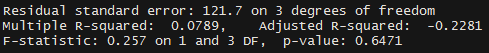 Residual standard error: 121.7 on 3 degrees of freedom
Multiple R-squared:  0.0789,    Adjusted R-squared:  -0.2281
F-statistic: 0.257 on 1 and 3 DF,  p-value: 0.6471